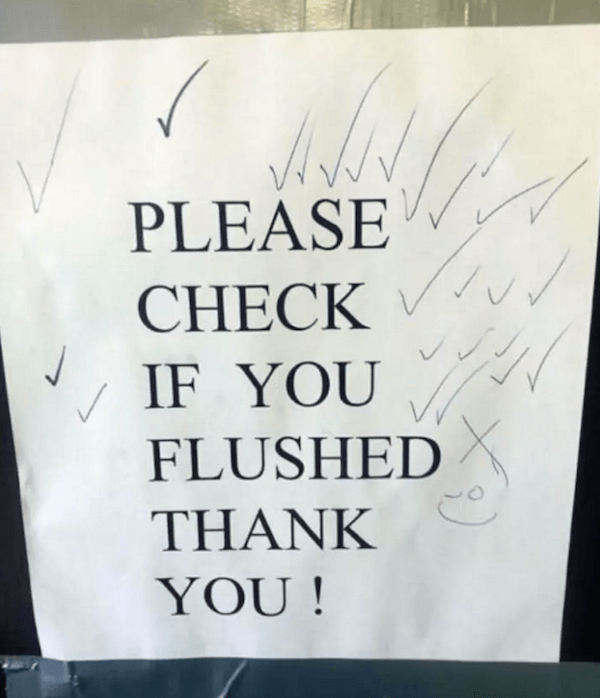 PLEASE
CHECK
IF YOU
FLUSHED
THANK
YOU !